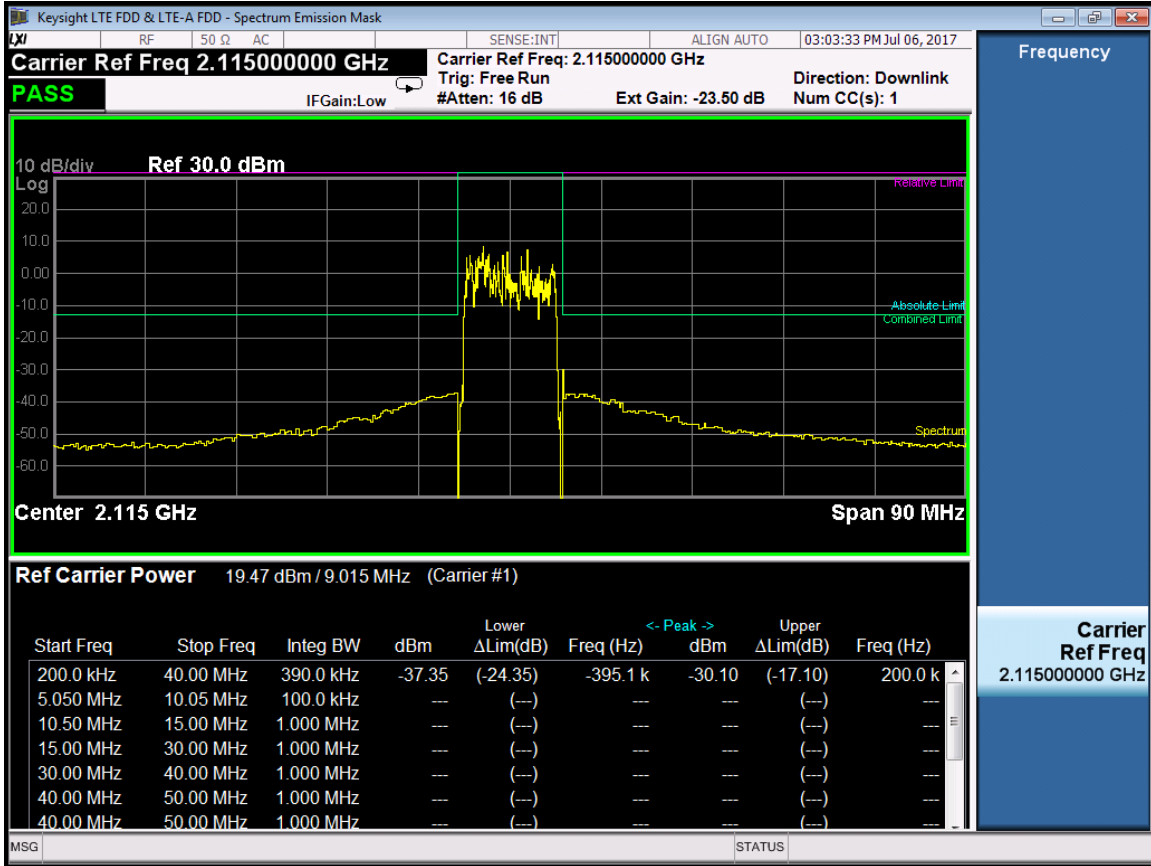 Keysight LTE FDD & LTE-A FDD - Spectrum Emission Mask
LXI RF 50 Ω AC SENSE:INT ALIGN AUTO 03:03:33 PM Jul 06, 2017
Carrier Ref Freq 2.115000000 GHz
PASS
IFGain:Low
Carrier Ref Freq: 2.115000000 GHz
Trig: Free Run Direction: Downlink
#Atten: 16 dB Ext Gain: -23.50 dB Num CC(s): 1
10 dB/div Ref 30.0 dBm
Log
Relative Limit
20.0
10.0
0.00
-10.0
Absolute Limit
Combined Limit
-20.0
-30.0
-40.0
-50.0
Spectrum
-60.0
Center 2.115 GHz Span 90 MHz
Ref Carrier Power 19.47 dBm / 9.015 MHz (Carrier #1)
Lower <- Peak -> Upper
Start Freq Stop Freq Integ BW dBm ΔLim(dB) Freq (Hz) dBm ΔLim(dB) Freq (Hz)
200.0 kHz 40.00 MHz 390.0 kHz -37.35 (-24.35) -395.1 k -30.10 (-17.10) 200.0 k
5.050 MHz 10.05 MHz 100.0 kHz --- (---) --- --- (---) ---
10.50 MHz 15.00 MHz 1.000 MHz --- (---) --- --- (---) ---
15.00 MHz 30.00 MHz 1.000 MHz --- (---) --- --- (---) ---
30.00 MHz 40.00 MHz 1.000 MHz --- (---) --- --- (---) ---
40.00 MHz 50.00 MHz 1.000 MHz --- (---) --- --- (---) ---
40.00 MHz 50.00 MHz 1.000 MHz --- (---) --- --- (---) ---
MSG STATUS
Frequency
Carrier
Ref Freq
2.115000000 GHz